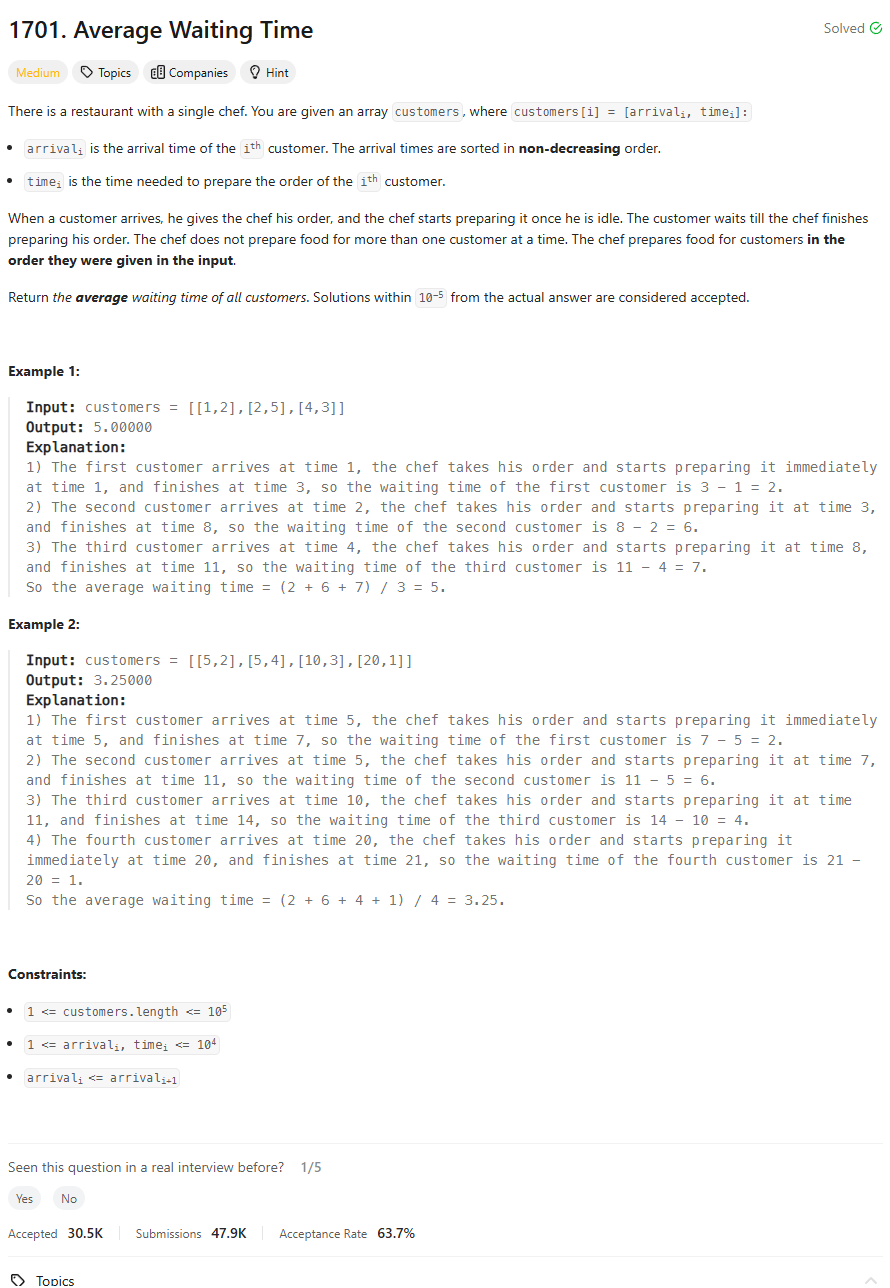 1701. Average Waiting Time
Solved
Medium Topics Companies Hint
There is a restaurant with a single chef. You are given an array customers, where customers[i] = [arrivalᵢ, timeᵢ]:
• arrivalᵢ is the arrival time of the iᵗʰ customer. The arrival times are sorted in non-decreasing order.
• timeᵢ is the time needed to prepare the order of the iᵗʰ customer.
When a customer arrives, he gives the chef his order, and the chef starts preparing it once he is idle. The customer waits till the chef finishes
preparing his order. The chef does not prepare food for more than one customer at a time. The chef prepares food for customers in the
order they were given in the input.
Return the average waiting time of all customers. Solutions within 10⁻⁵ from the actual answer are considered accepted.
Example 1:
Input: customers = [[1,2],[2,5],[4,3]]
Output: 5.00000
Explanation:
1) The first customer arrives at time 1, the chef takes his order and starts preparing it immediately
at time 1, and finishes at time 3, so the waiting time of the first customer is 3 - 1 = 2.
2) The second customer arrives at time 2, the chef takes his order and starts preparing it at time 3,
and finishes at time 8, so the waiting time of the second customer is 8 - 2 = 6.
3) The third customer arrives at time 4, the chef takes his order and starts preparing it at time 8,
and finishes at time 11, so the waiting time of the third customer is 11 - 4 = 7.
So the average waiting time = (2 + 6 + 7) / 3 = 5.
Example 2:
Input: customers = [[5,2],[5,4],[10,3],[20,1]]
Output: 3.25000
Explanation:
1) The first customer arrives at time 5, the chef takes his order and starts preparing it immediately
at time 5, and finishes at time 7, so the waiting time of the first customer is 7 - 5 = 2.
2) The second customer arrives at time 5, the chef takes his order and starts preparing it at time 7,
and finishes at time 11, so the waiting time of the second customer is 11 - 5 = 6.
3) The third customer arrives at time 10, the chef takes his order and starts preparing it at time
11, and finishes at time 14, so the waiting time of the third customer is 14 - 10 = 4.
4) The fourth customer arrives at time 20, the chef takes his order and starts preparing it
immediately at time 20, and finishes at time 21, so the waiting time of the fourth customer is 21 -
20 = 1.
So the average waiting time = (2 + 6 + 4 + 1) / 4 = 3.25.
Constraints:
• 1 <= customers.length <= 10⁵
• 1 <= arrivalᵢ, timeᵢ <= 10⁴
• arrivalᵢ <= arrivalᵢ₊₁
Seen this question in a real interview before? 1/5
Yes No
Accepted 30.5K Submissions 47.9K Acceptance Rate 63.7%
Topics